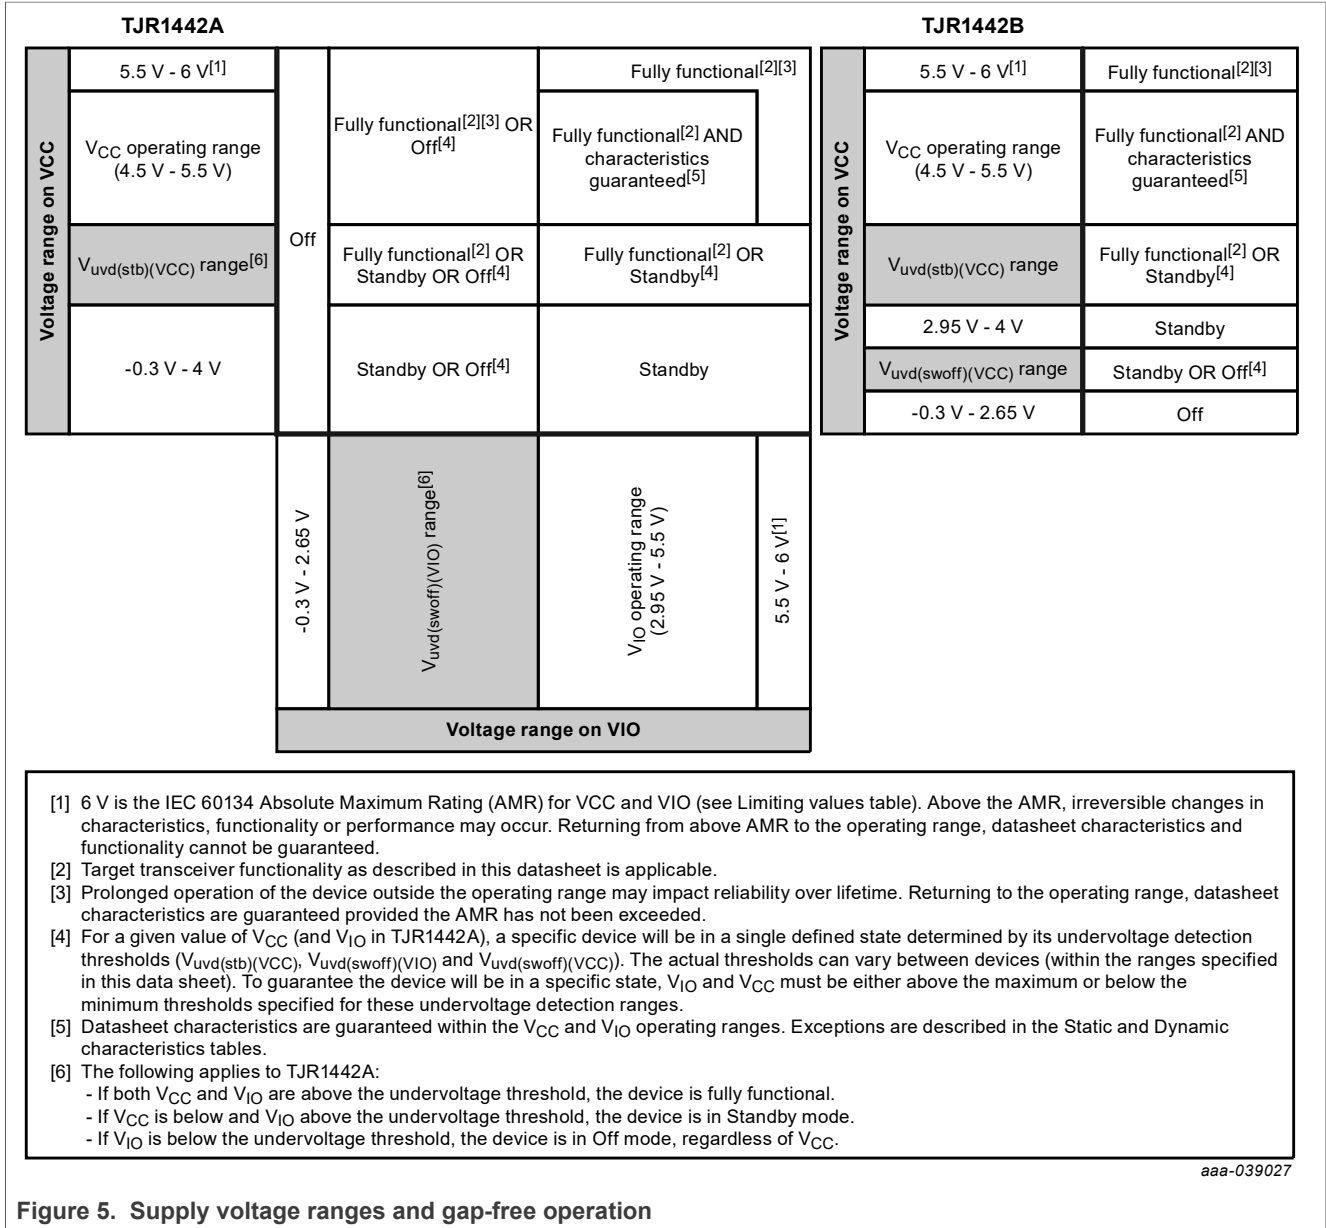 TJR1442A
TJR1442B
Voltage range on VCC
5.5 V - 6 V[1]
VCC operating range
(4.5 V - 5.5 V)
Vuvd(stb)(VCC) range[6]
-0.3 V - 4 V
Off
Fully functional[2][3] OR
Off[4]
Fully functional[2] OR
Standby OR Off[4]
Standby OR Off[4]
Fully functional[2][3]
Fully functional[2] AND
characteristics
guaranteed[5]
Fully functional[2] OR
Standby[4]
Standby
-0.3 V - 2.65 V
Vuvd(swoff)(VIO) range[6]
VIO operating range
(2.95 V - 5.5 V)
5.5 V - 6 V[1]
Voltage range on VIO
Voltage range on VCC
5.5 V - 6 V[1]
Fully functional[2][3]
VCC operating range
(4.5 V - 5.5 V)
Fully functional[2] AND
characteristics
guaranteed[5]
Vuvd(stb)(VCC) range
Fully functional[2] OR
Standby[4]
2.95 V - 4 V
Standby
Vuvd(swoff)(VCC) range
Standby OR Off[4]
-0.3 V - 2.65 V
Off
[1] 6 V is the IEC 60134 Absolute Maximum Rating (AMR) for VCC and VIO (see Limiting values table). Above the AMR, irreversible changes in
characteristics, functionality or performance may occur. Returning from above AMR to the operating range, datasheet characteristics and
functionality cannot be guaranteed.
[2] Target transceiver functionality as described in this datasheet is applicable.
[3] Prolonged operation of the device outside the operating range may impact reliability over lifetime. Returning to the operating range, datasheet
characteristics are guaranteed provided the AMR has not been exceeded.
[4] For a given value of VCC (and VIO in TJR1442A), a specific device will be in a single defined state determined by its undervoltage detection
thresholds (Vuvd(stb)(VCC), Vuvd(swoff)(VIO) and Vuvd(swoff)(VCC)). The actual thresholds can vary between devices (within the ranges specified
in this data sheet). To guarantee the device will be in a specific state, VIO and VCC must be either above the maximum or below the
minimum thresholds specified for these undervoltage detection ranges.
[5] Datasheet characteristics are guaranteed within the VCC and VIO operating ranges. Exceptions are described in the Static and Dynamic
characteristics tables.
[6] The following applies to TJR1442A:
- If both VCC and VIO are above the undervoltage threshold, the device is fully functional.
- If VCC is below and VIO above the undervoltage threshold, the device is in Standby mode.
- If VIO is below the undervoltage threshold, the device is in Off mode, regardless of VCC.
aaa-039027
Figure 5. Supply voltage ranges and gap-free operation